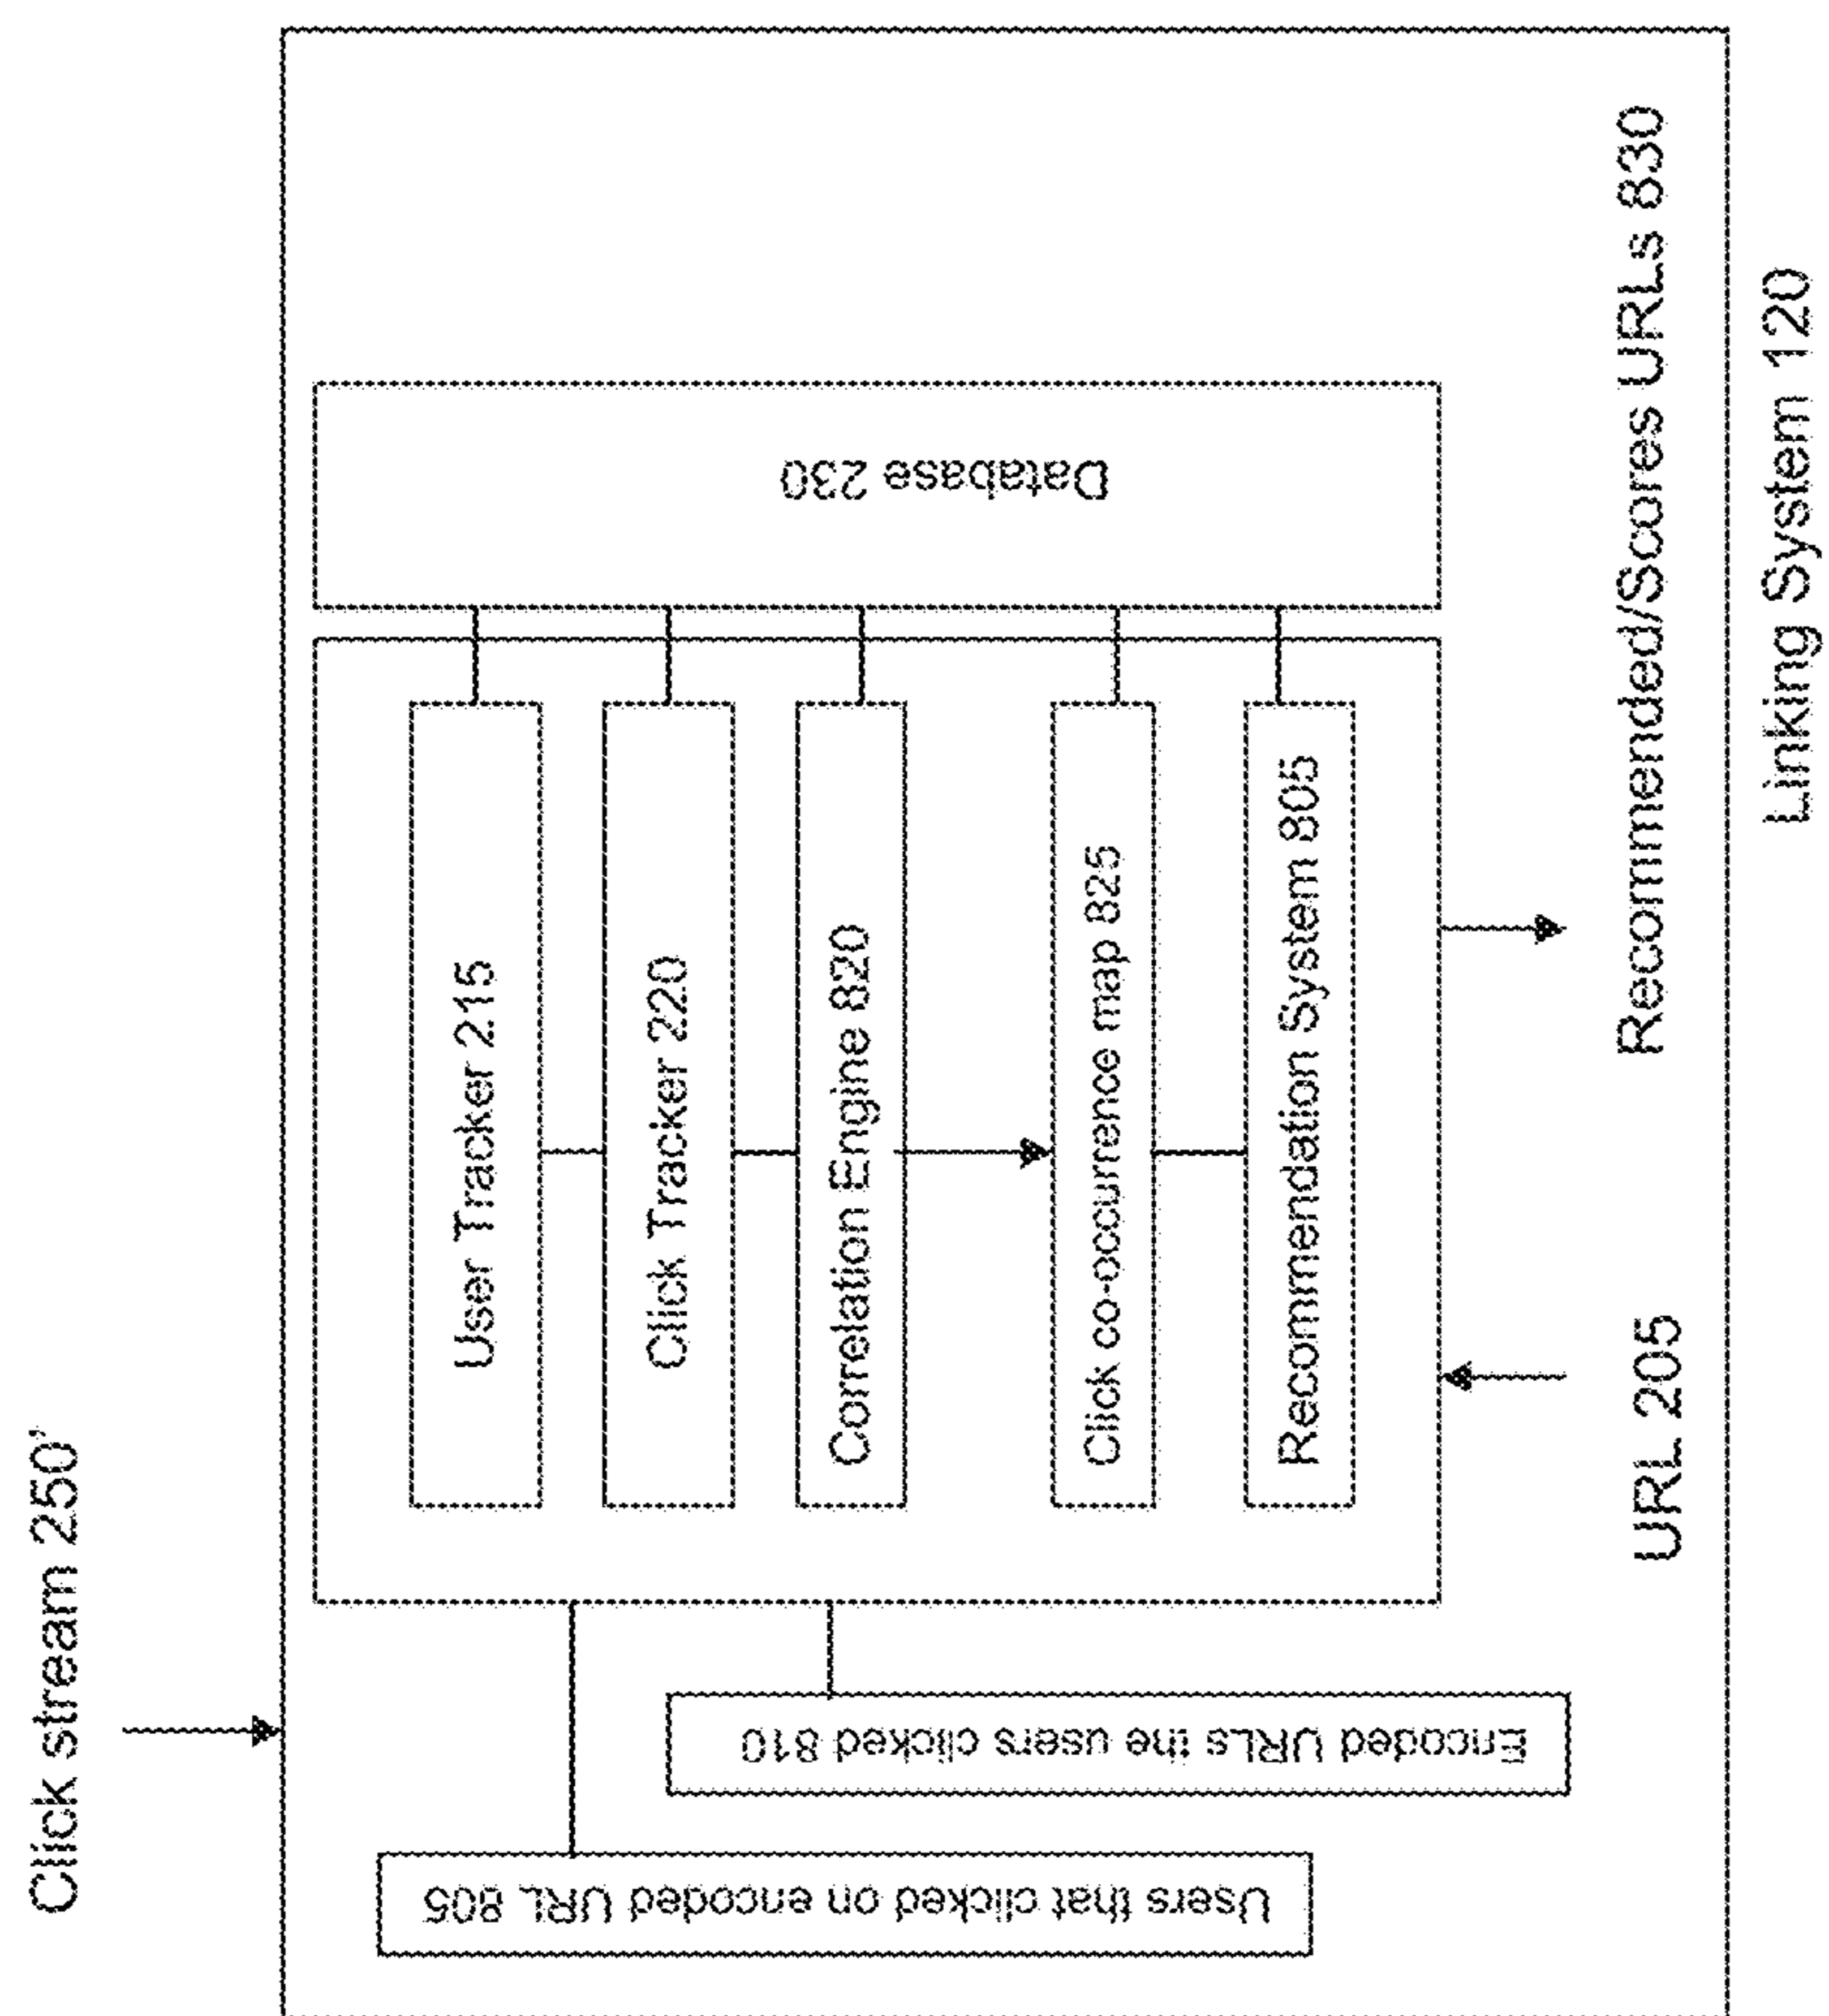 Click stream 250'
Users that clicked on encoded URL 805
Encoded URLs the users clicked 810
User Tracker 215
Click Tracker 220
Correlation Engine 820
Click co-occurrence map 825
Recommendation System 805
Database 230
URL 205
Recommended/Scores URLs 830
Linking System 120